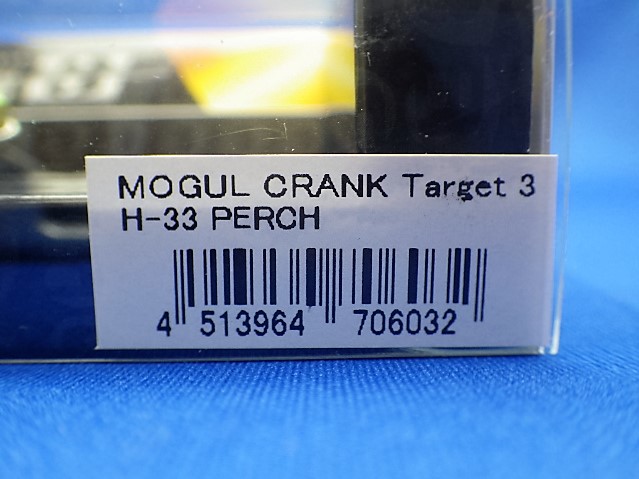 MOGUL CRANK Target 3
H-33 PERCH
4 513964 706032